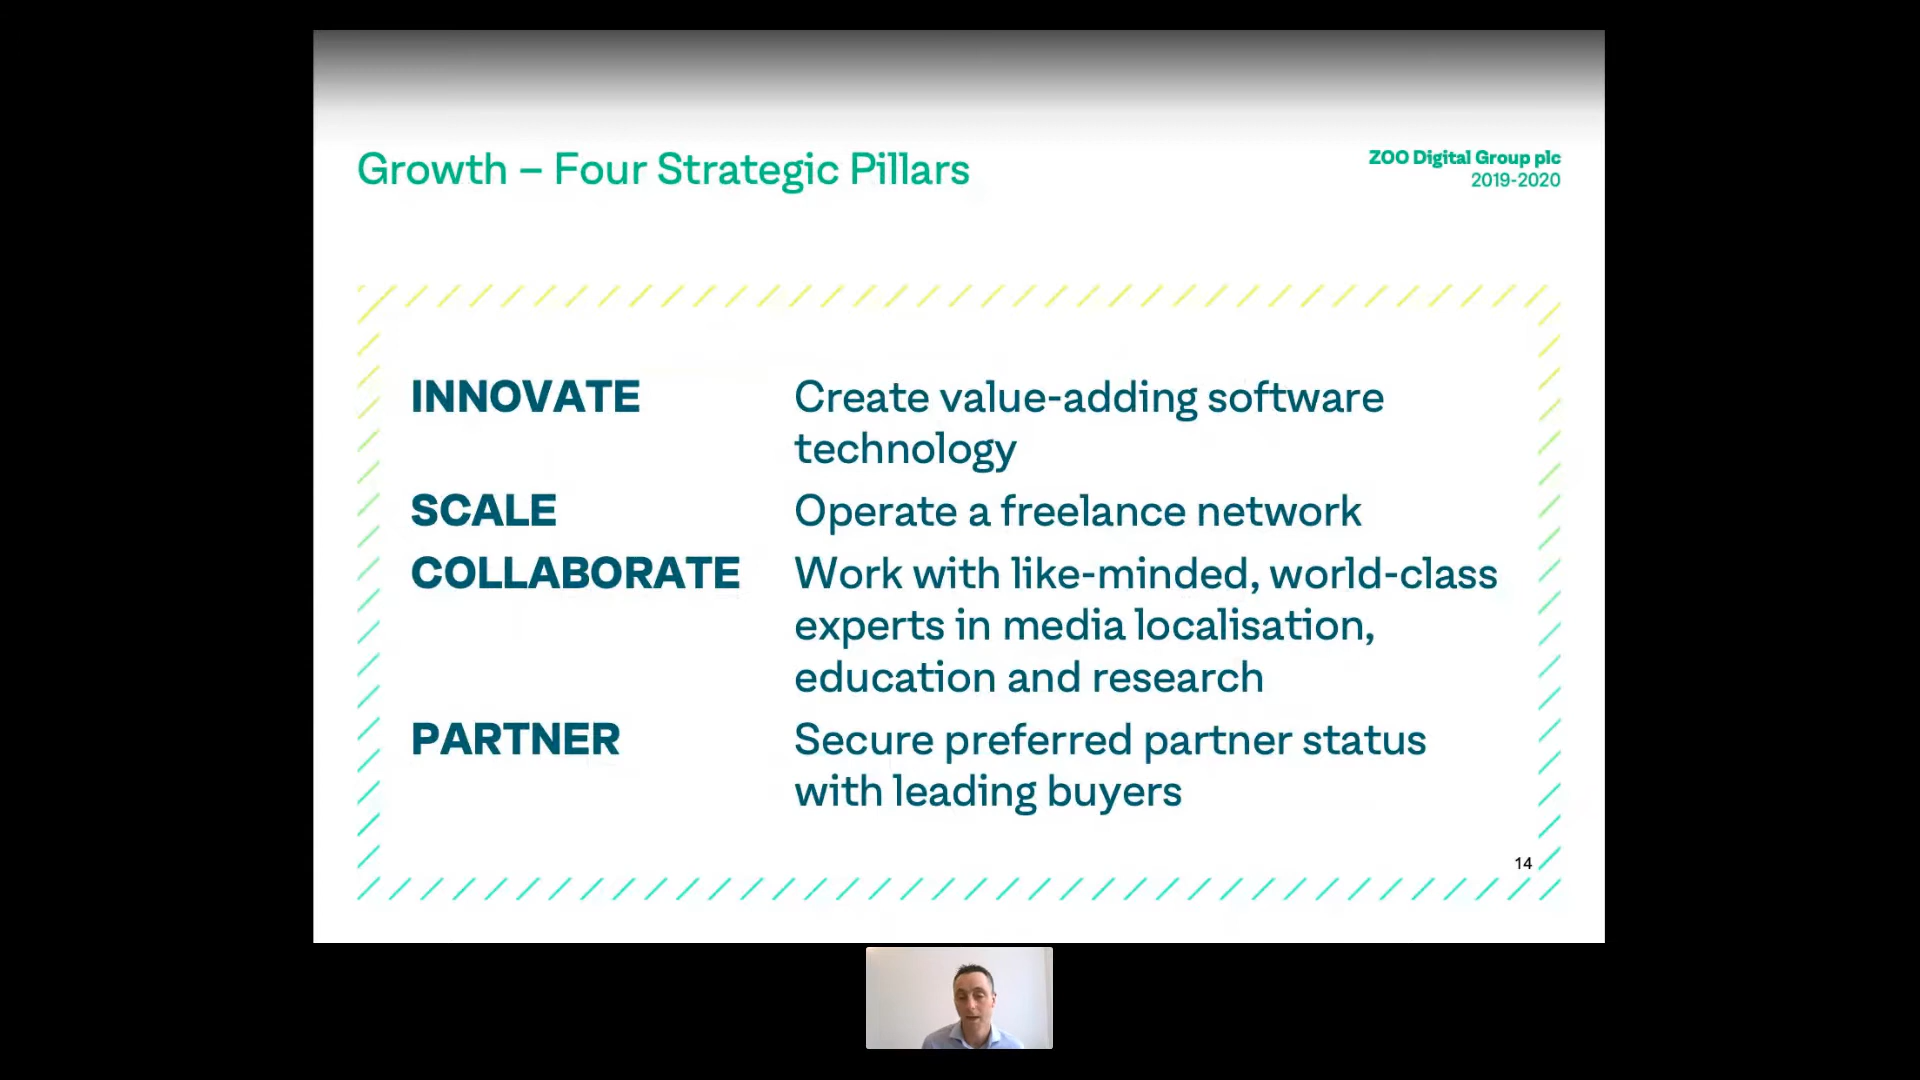 Growth – Four Strategic Pillars
ZOO Digital Group plc
2019-2020
INNOVATE
Create value-adding software
technology
SCALE
Operate a freelance network
COLLABORATE
Work with like-minded, world-class
experts in media localisation,
education and research
PARTNER
Secure preferred partner status
with leading buyers
14